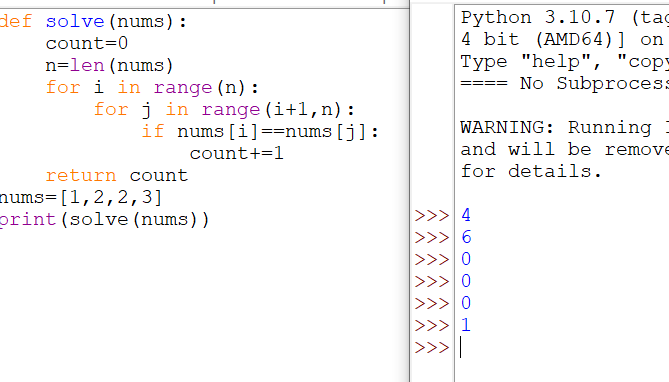 def solve(nums):
    count=0
    n=len(nums)
    for i in range(n):
        for j in range(i+1,n):
            if nums[i]==nums[j]:
                count+=1
    return count
nums=[1,2,2,3]
print(solve(nums))
Python 3.10.7 (tag
4 bit (AMD64)] on
Type "help", "copy
==== No Subproces
WARNING: Running I
and will be remove
for details.
>>> 4
>>> 6
>>> 0
>>> 0
>>> 0
>>> 1
>>>